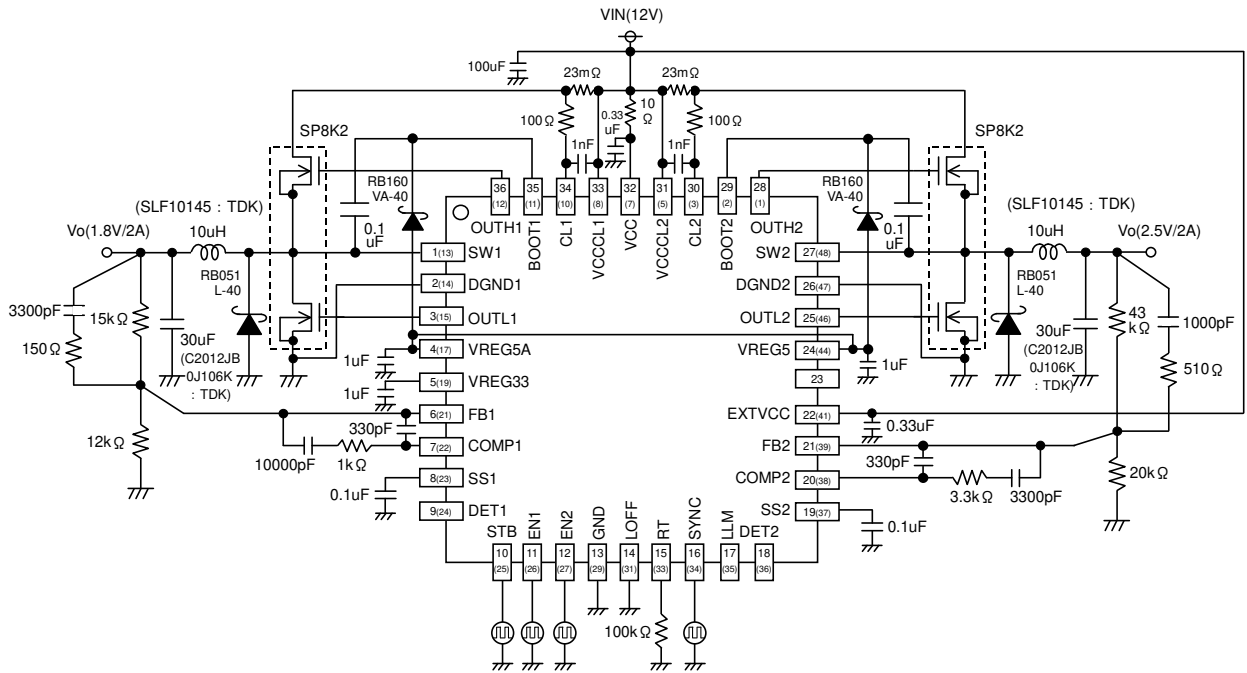 VIN(12V)
100uF
23mΩ
23mΩ
100Ω
0.33
uF
10
Ω
100Ω
1nF
1nF
SP8K2
SP8K2
RB160
VA-40
RB160
VA-40
0.1
uF
0.1
uF
36
(12)
35
(11)
34
(10)
33
(8)
32
(7)
31
(5)
30
(3)
29
(2)
28
(1)
OUTH1
BOOT1
CL1
VCCCL1
VCC
VCCCL2
CL2
BOOT2
OUTH2
(SLF10145 : TDK)
Vo(1.8V/2A)
10uH
RB051
L-40
3300pF
15kΩ
150Ω
30uF
(C2012JB
0J106K
: TDK)
12kΩ
(SLF10145 : TDK)
10uH
Vo(2.5V/2A)
RB051
L-40
30uF
(C2012JB
0J106K
: TDK)
43
kΩ
1000pF
510Ω
20kΩ
1(13) SW1
2(14) DGND1
3(15) OUTL1
4(17) VREG5A
5(19) VREG33
6(21) FB1
7(22) COMP1
8(23) SS1
9(24) DET1
1uF
1uF
330pF
10000pF
1kΩ
0.1uF
SW2 27(48)
DGND2 26(47)
OUTL2 25(46)
VREG5 24(44)
23
EXTVCC 22(41)
FB2 21(39)
COMP2 20(38)
SS2 19(37)
1uF
0.33uF
330pF
3.3kΩ
3300pF
0.1uF
STB
EN1
EN2
GND
LOFF
RT
SYNC
LLM
DET2
10
(25)
11
(26)
12
(27)
13
(29)
14
(31)
15
(33)
16
(34)
17
(35)
18
(36)
100kΩ